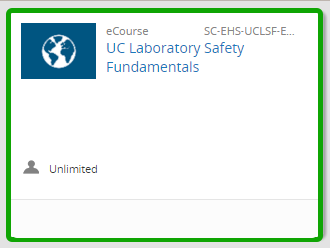 eCourse SC-EHS-UCLSF-E...
UC Laboratory Safety
Fundamentals
Unlimited